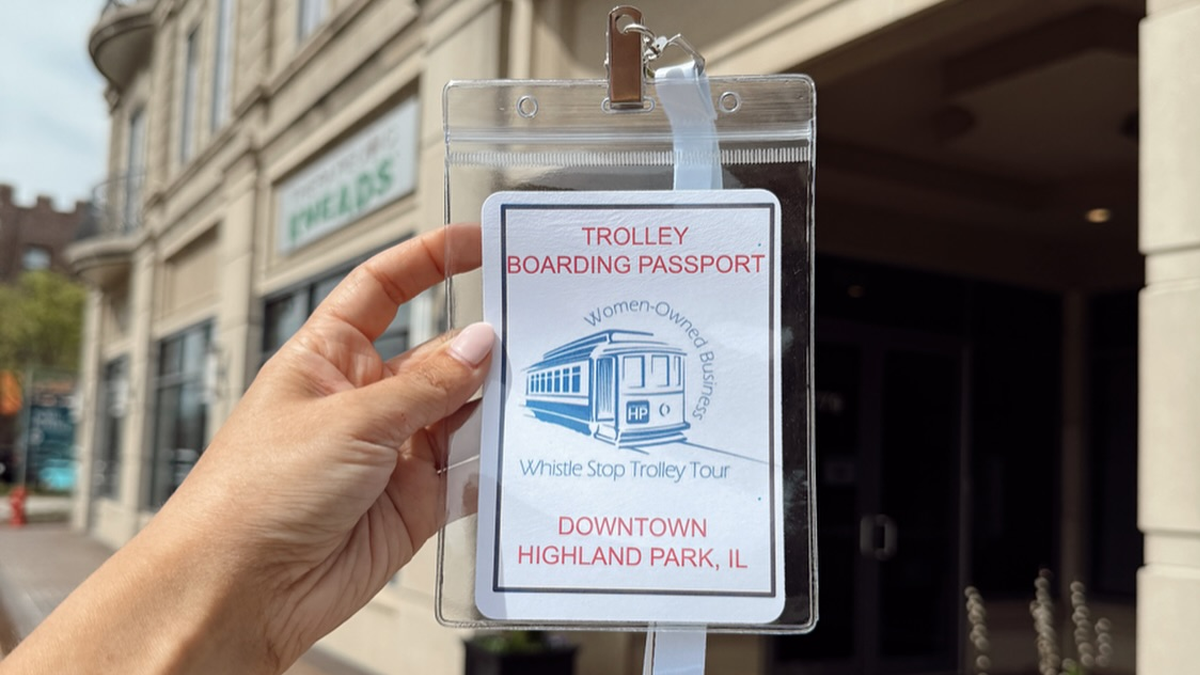 TROLLEY
BOARDING PASSPORT
Women-Owned Business
HP
Whistle Stop Trolley Tour
DOWNTOWN
HIGHLAND PARK, IL